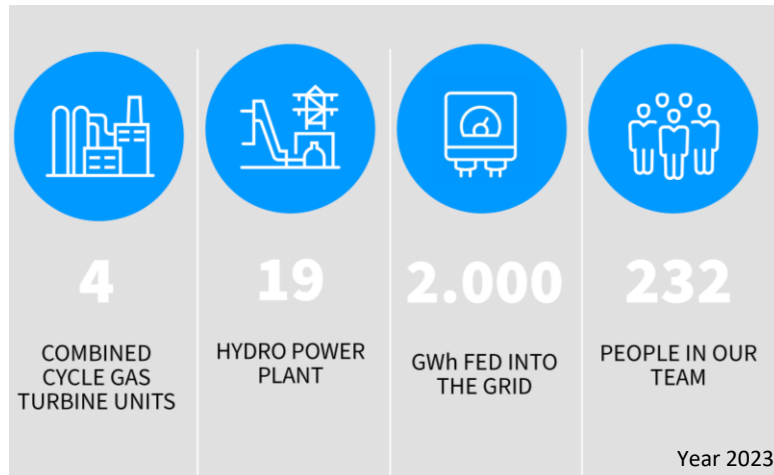 4
COMBINED
CYCLE GAS
TURBINE UNITS
19
HYDRO POWER
PLANT
2.000
GWh FED INTO
THE GRID
232
PEOPLE IN OUR
TEAM
Year 2023